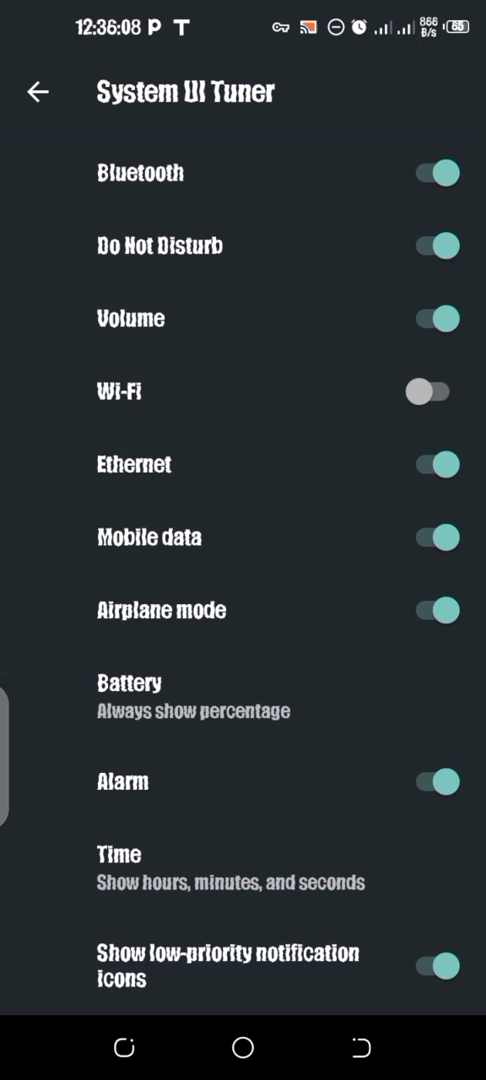 12:36:08 P T 866 B/s 65
System UI Tuner
Bluetooth
Do Not Disturb
Volume
Wi-Fi
Ethernet
Mobile data
Airplane mode
Battery
Always show percentage
Alarm
Time
Show hours, minutes, and seconds
Show low-priority notification
icons